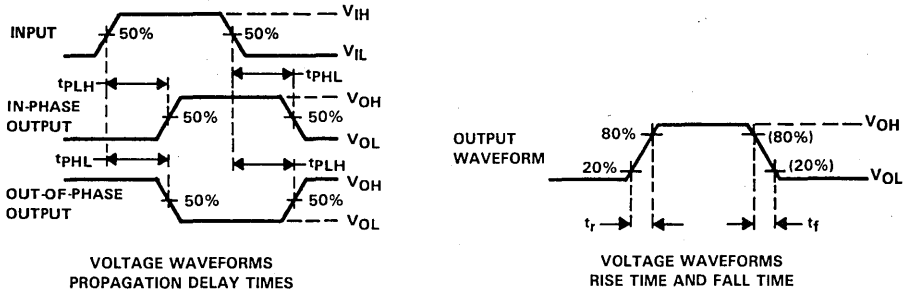 INPUT
50%
50%
VIH
VIL
tPLH
tPHL
IN-PHASE
OUTPUT
50%
50%
VOH
VOL
tPHL
tPLH
OUT-OF-PHASE
OUTPUT
50%
50%
VOH
VOL
VOLTAGE WAVEFORMS
PROPAGATION DELAY TIMES
OUTPUT
WAVEFORM
80%
20%
(80%)
(20%)
VOH
VOL
tr
tf
VOLTAGE WAVEFORMS
RISE TIME AND FALL TIME